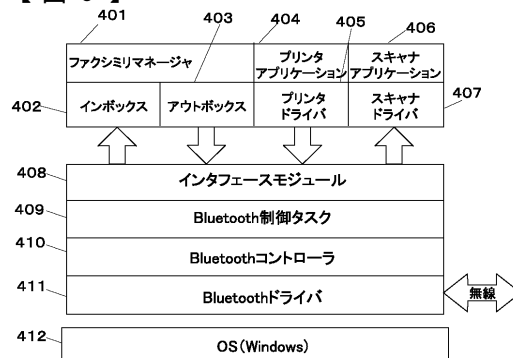 401
403
404
405
406
ファクシミリマネージャ
プリンタ
アプリケーション
スキャナ
アプリケーション
402
インボックス
アウトボックス
プリンタ
ドライバ
スキャナ
ドライバ
407
408
インタフェースモジュール
409
Bluetooth制御タスク
410
Bluetoothコントローラ
411
Bluetoothドライバ
無線
412
OS(Windows)